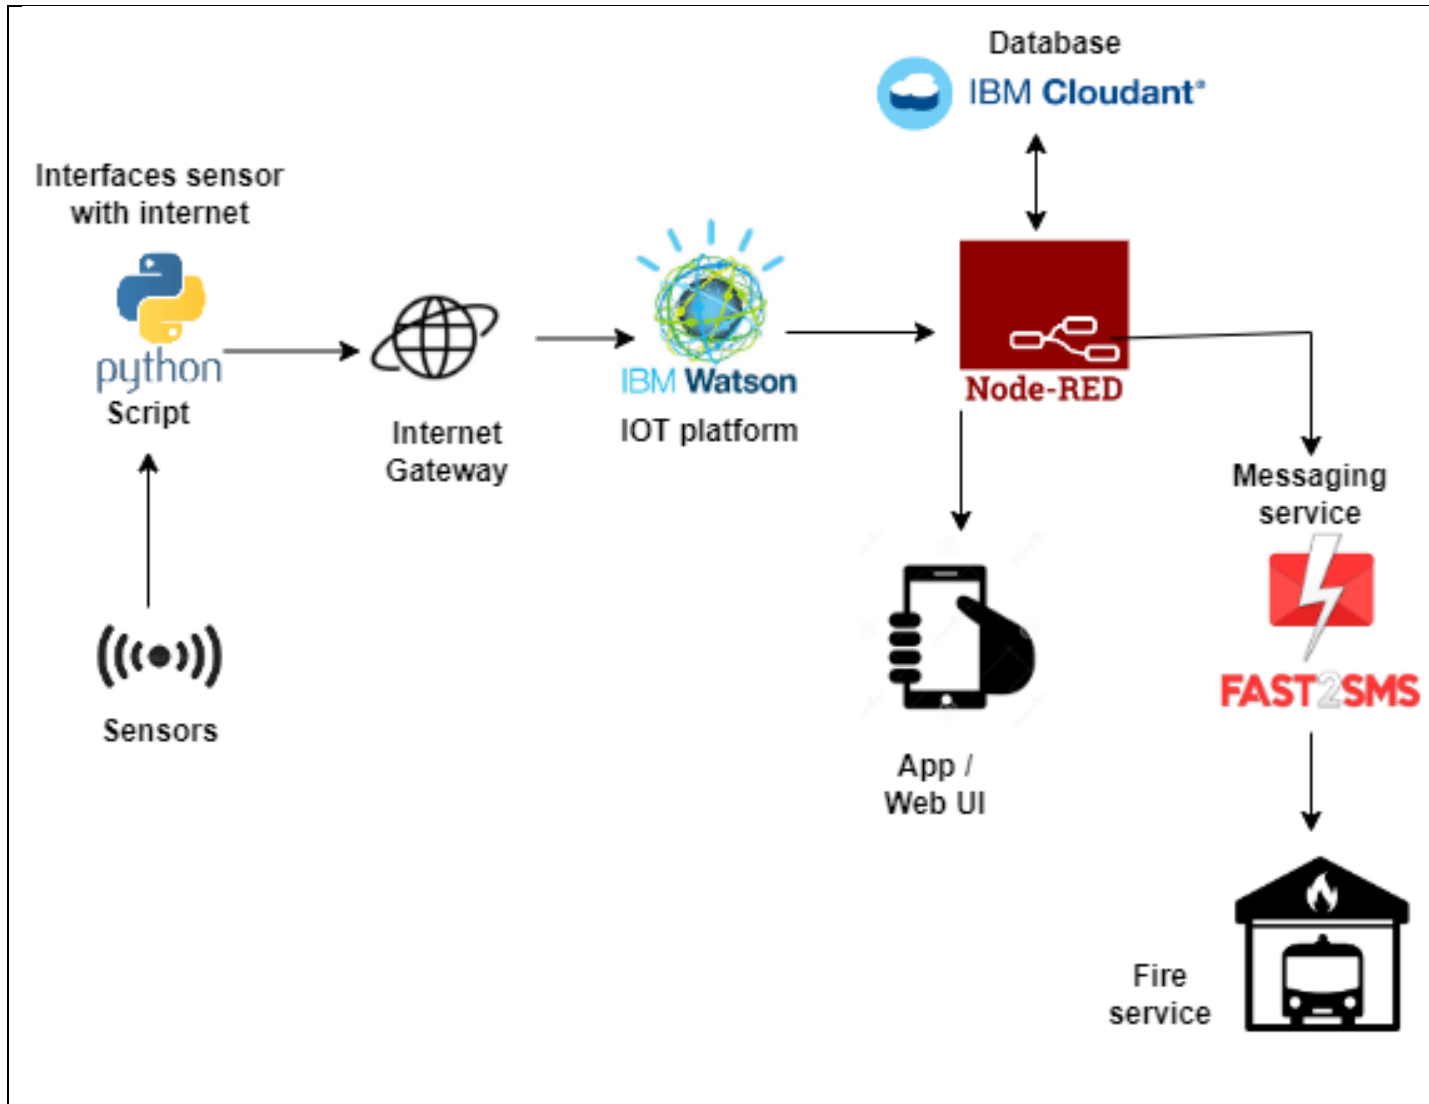 Database
IBM Cloudant®
Interfaces sensor
with internet
python
Script
Internet
Gateway
IBM Watson
IOT platform
Node-RED
Messaging
service
FAST2SMS
Sensors
App /
Web UI
Fire
service